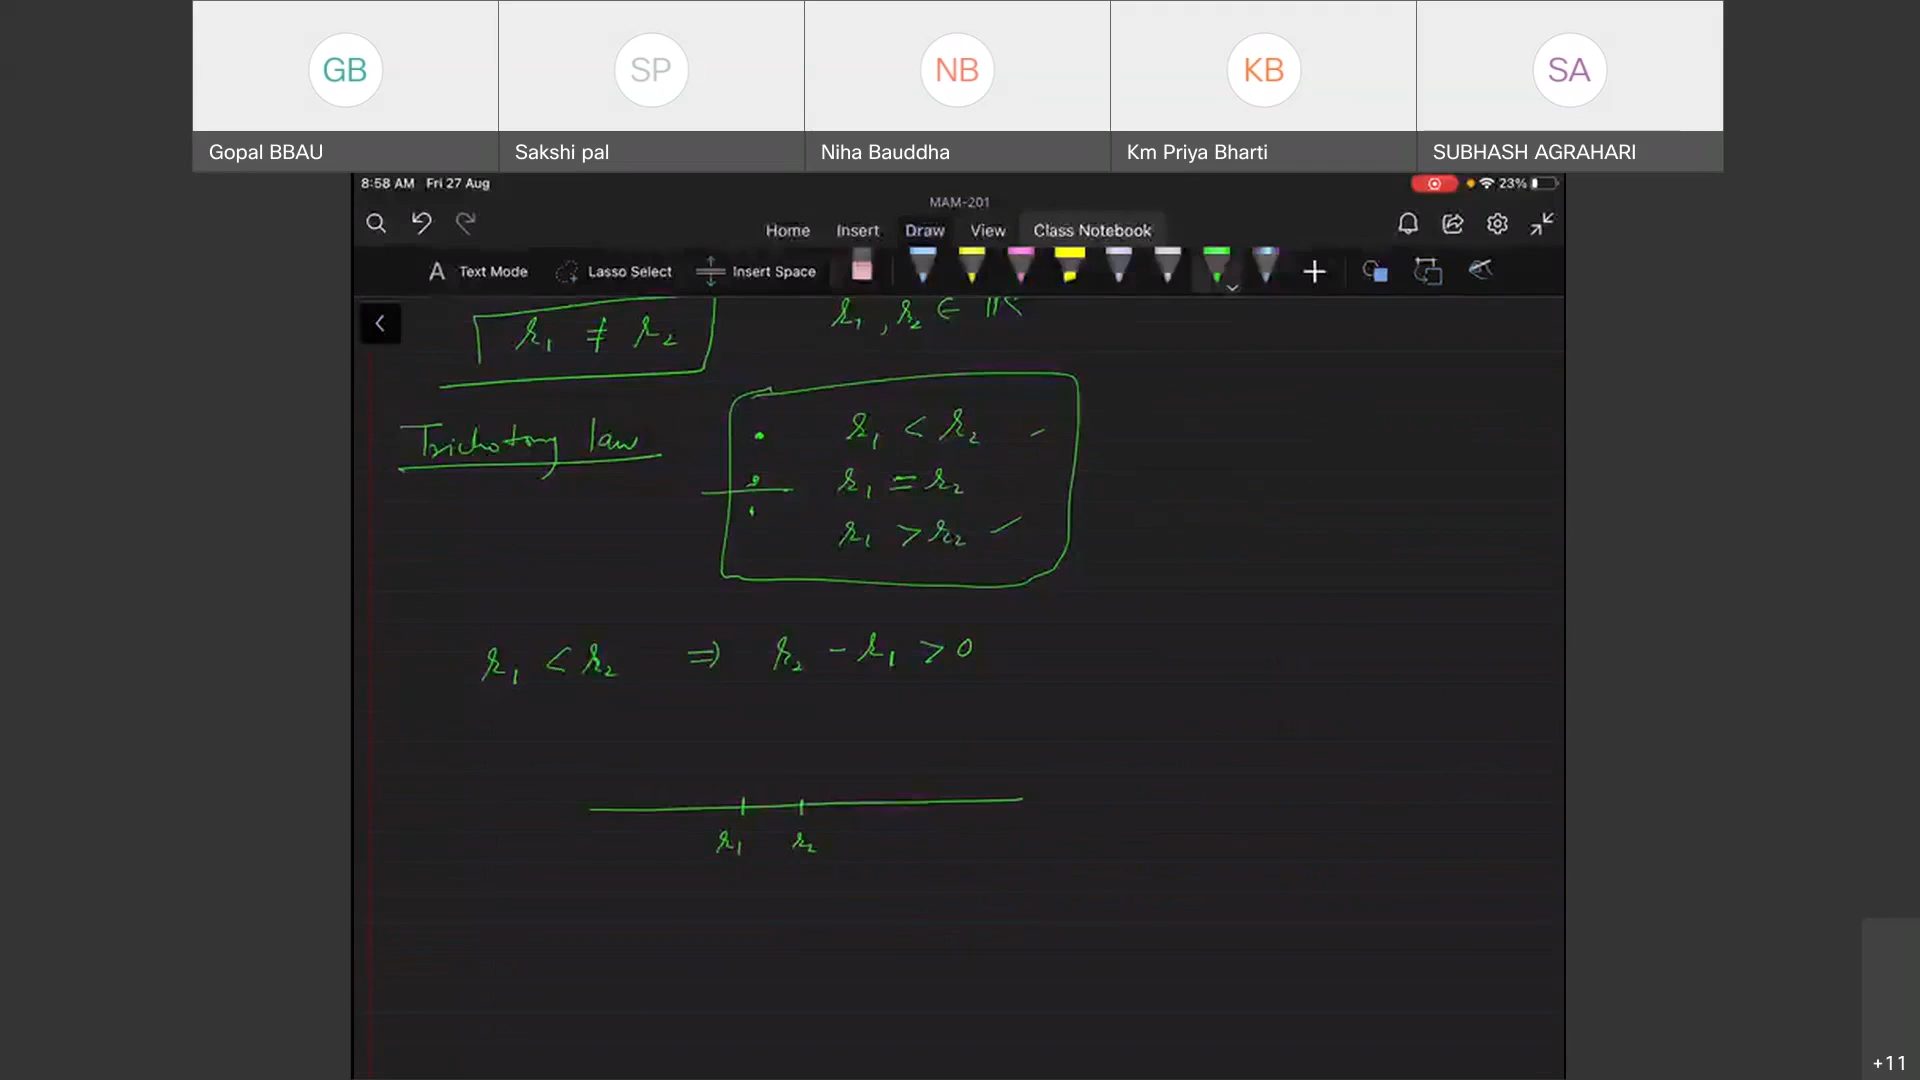 GB SP NB KB SA
Gopal BBAU Sakshi pal Niha Bauddha Km Priya Bharti SUBHASH AGRAHARI
8:58 AM Fri 27 Aug 23%
MAM-201
Home Insert Draw View Class Notebook
A Text Mode Lasso Select Insert Space
r₁ ≠ r₂ r₁, r₂ ∈ ℝ
Trichotomy law
r₁ < r₂
r₁ = r₂
r₁ > r₂
r₁ < r₂ ⇒ r₂ - r₁ > 0
r₁ r₂
+11